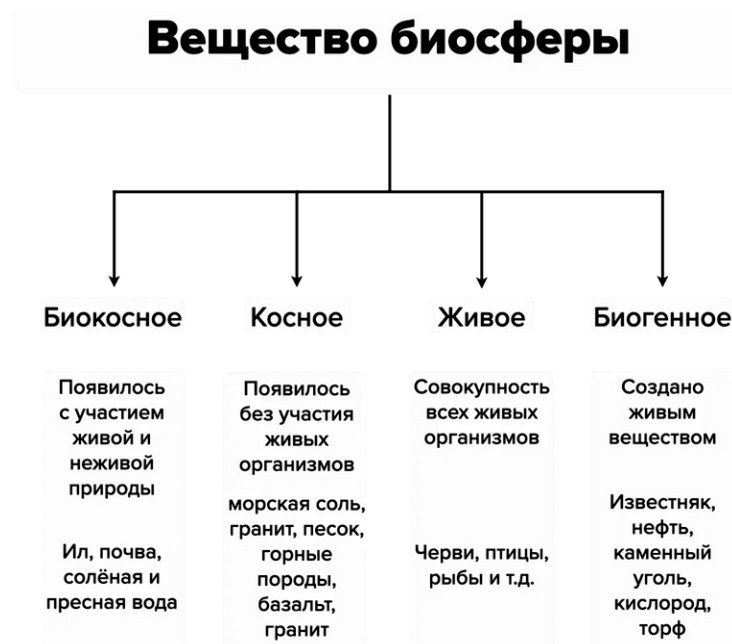 Вещество биосферы
Биокосное
Косное
Живое
Биогенное
Появилось
с участием
живой и
неживой
природы
Появилось
без участия
живых
организмов
Совокупность
всех живых
организмов
Создано
живым
веществом
Ил, почва,
солёная и
пресная вода
морская соль,
гранит, песок,
горные
породы,
базальт,
гранит
Черви, птицы,
рыбы и т.д.
Известняк,
нефть,
каменный
уголь,
кислород,
торф